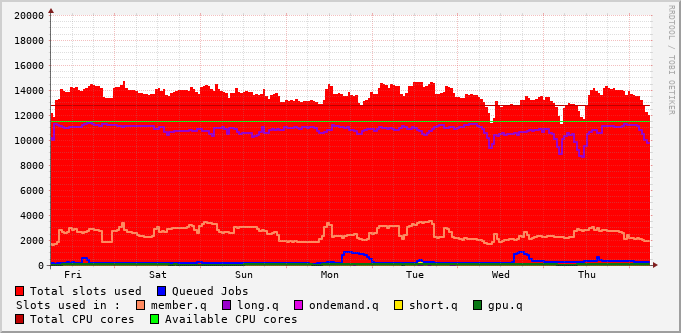 20000
18000
16000
14000
12000
10000
8000
6000
4000
2000
0
Fri Sat Sun Mon Tue Wed Thu
RRDTOOL / TOBI OETIKER
Total slots used Queued Jobs
Slots used in : member.q long.q ondemand.q short.q gpu.q
Total CPU cores Available CPU cores